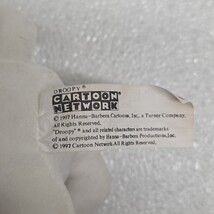 DROOPY®
CARTOON
NETWORK
© 1997 Hanna-Barbera Cartoons, Inc., a Turner Company.
All Rights Reserved.
"Droopy"® and all related characters are trademarks
of and copyrighted by Hanna-Barbera Productions, Inc.
© 1997 Cartoon Network All Rights Reserved.